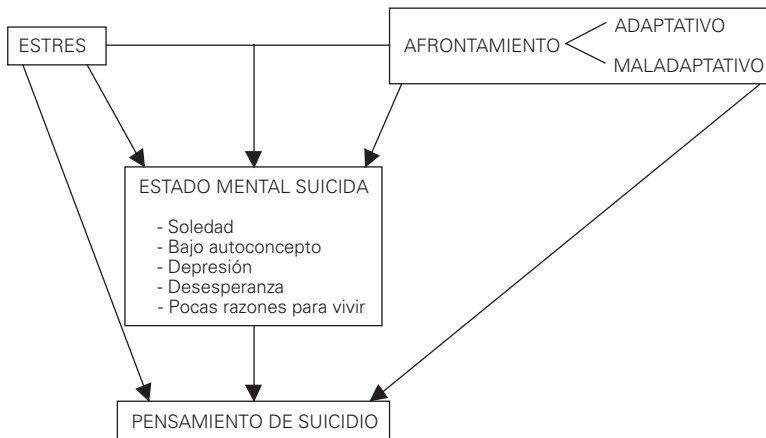 ESTRES
AFRONTAMIENTO
ADAPTATIVO
MALADAPTATIVO
ESTADO MENTAL SUICIDA
- Soledad
- Bajo autoconcepto
- Depresión
- Desesperanza
- Pocas razones para vivir
PENSAMIENTO DE SUICIDIO